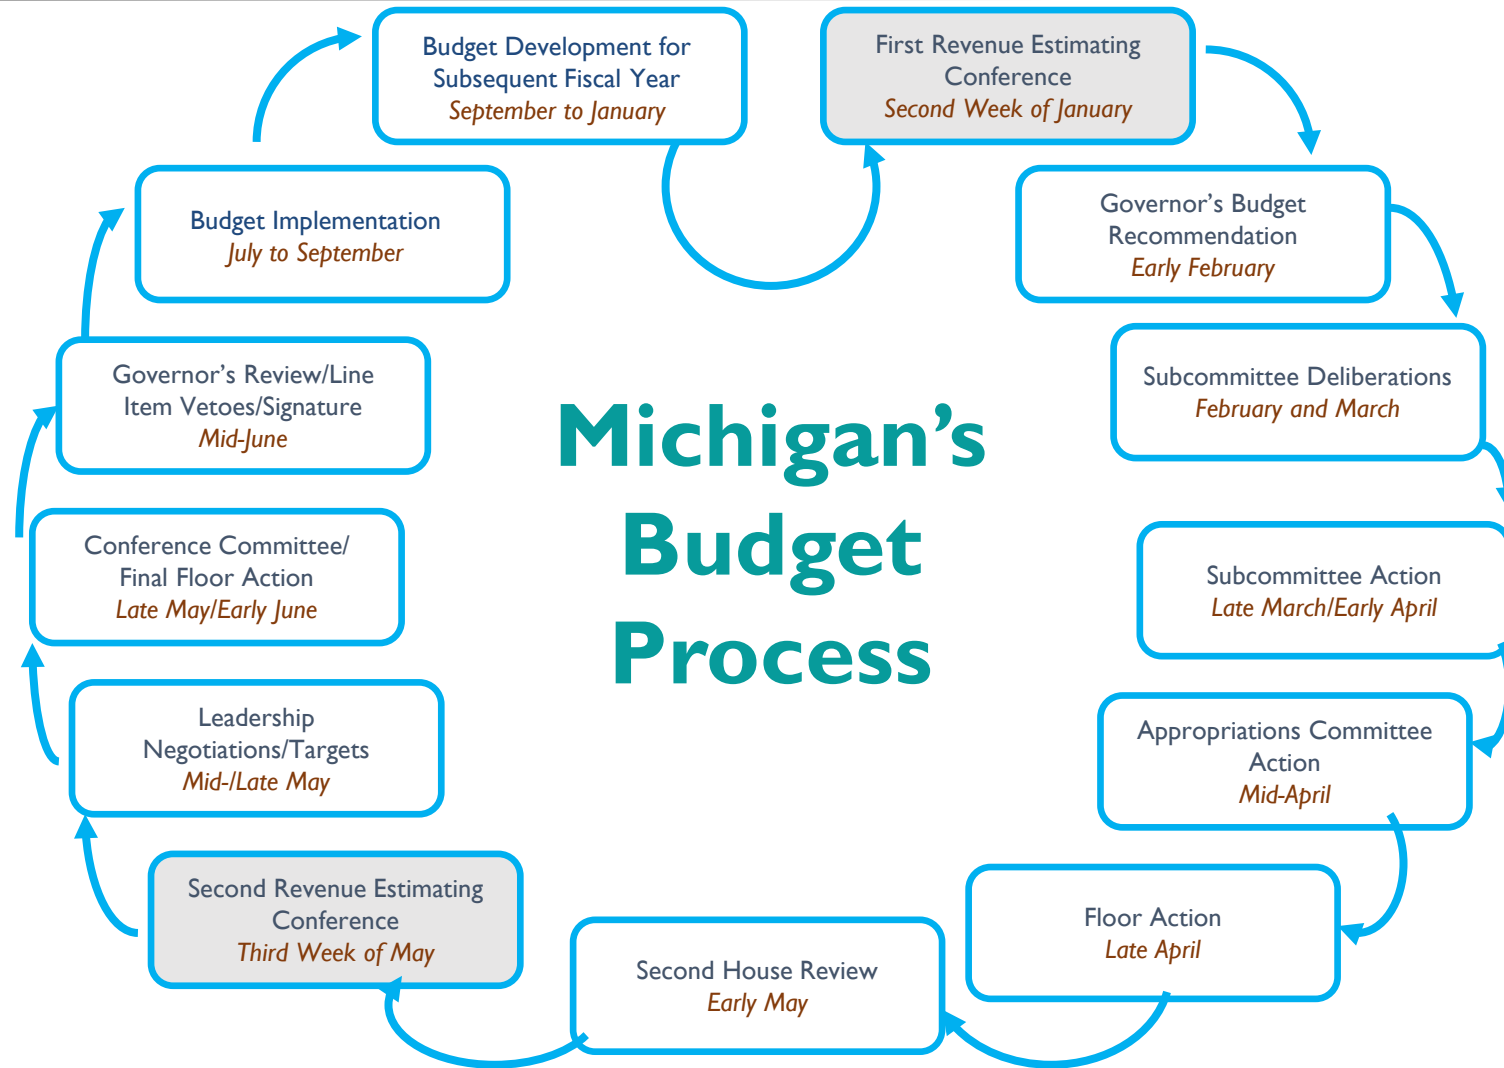 Budget Development for
Subsequent Fiscal Year
September to January
First Revenue Estimating
Conference
Second Week of January
Governor's Budget
Recommendation
Early February
Subcommittee Deliberations
February and March
Subcommittee Action
Late March/Early April
Appropriations Committee
Action
Mid-April
Floor Action
Late April
Second House Review
Early May
Second Revenue Estimating
Conference
Third Week of May
Leadership
Negotiations/Targets
Mid-/Late May
Conference Committee/
Final Floor Action
Late May/Early June
Governor's Review/Line
Item Vetoes/Signature
Mid-June
Budget Implementation
July to September
Michigan's
Budget
Process